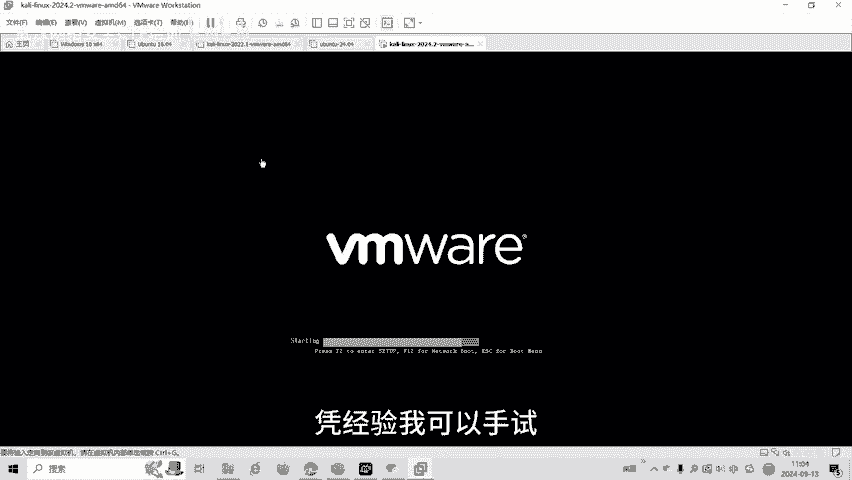 kali-linux-2024.2-vmware-amd64 - VMware Workstation
文件(F) 编辑(E) 查看(V) 虚拟机(M) 选项卡(T) 帮助(H)
主页 Windows 10 x64 Ubuntu 16.04 kali-linux-2022.1-vmware-amd64 ubuntu-24.04 kali-linux-2024.2-vmware-a...
vmware
Starting
Press F2 to enter SETUP, F12 for Network Boot, ESC for Boot Menu
凭经验我可以手试
要将输入定向到该虚拟机，请在虚拟机内部单击或按 Ctrl+G。
搜索
中
11:04
2024-09-13